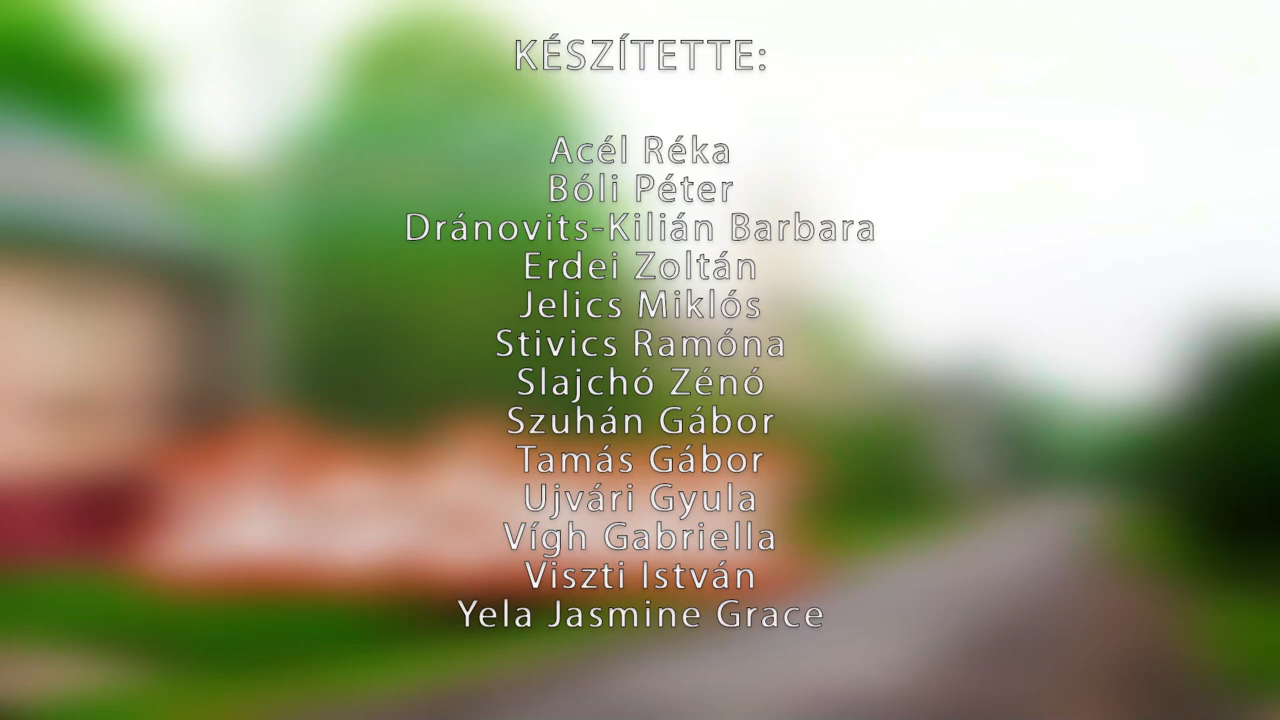 KÉSZÍTETTE:
Acél Réka
Bóli Péter
Dránovits-Kilián Barbara
Erdei Zoltán
Jelics Miklós
Stivics Ramóna
Slajchó Zénó
Szuhán Gábor
Tamás Gábor
Ujvári Gyula
Vígh Gabriella
Viszti István
Yela Jasmine Grace